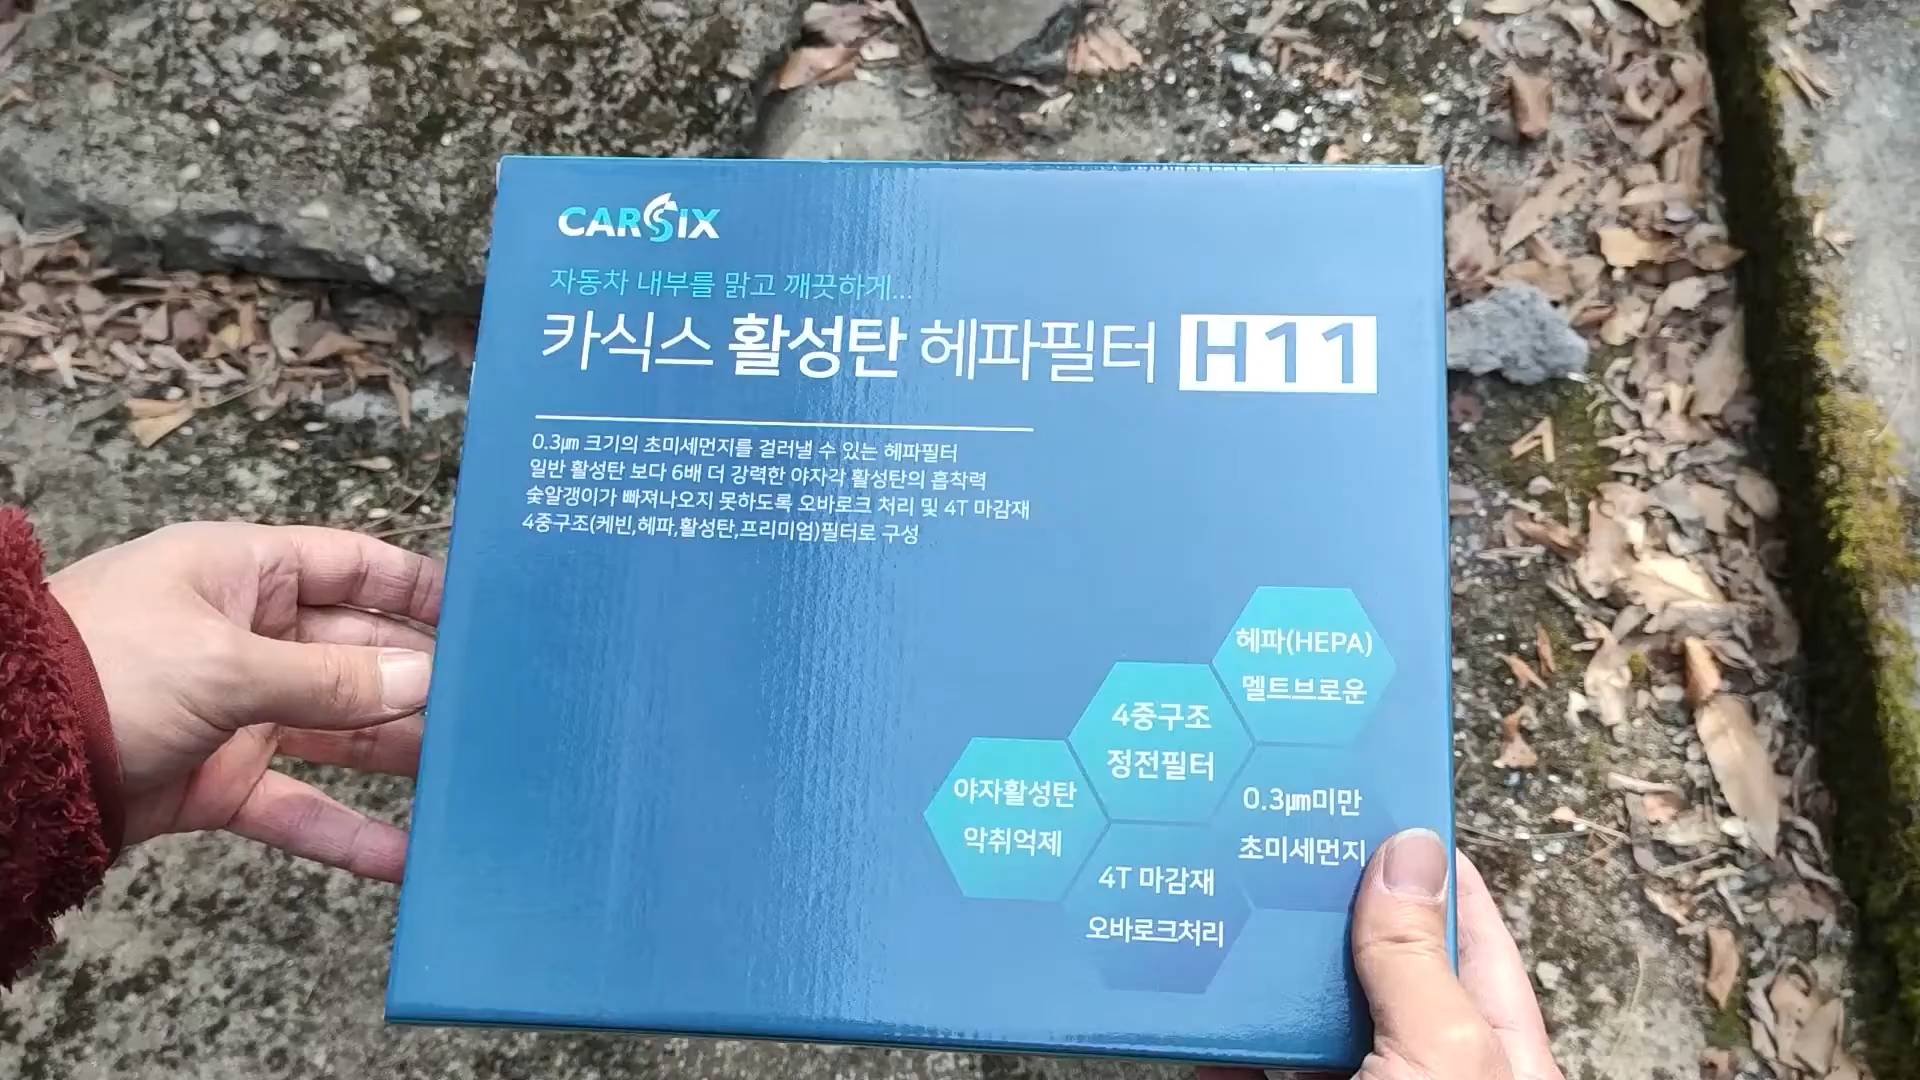 CARSIX
자동차 내부를 맑고 깨끗하게...
카식스 활성탄 헤파필터 H11
0.3㎛ 크기의 초미세먼지를 걸러낼 수 있는 헤파필터
일반 활성탄 보다 6배 더 강력한 야자각 활성탄의 흡착력
숯알갱이가 빠져나오지 못하도록 오바로크 처리 및 4T 마감재
4중구조(케빈,헤파,활성탄,프리미엄)필터로 구성
헤파(HEPA)
멜트브로운
4중구조
정전필터
야자활성탄
악취억제
0.3㎛미만
초미세먼지
4T 마감재
오바로크처리